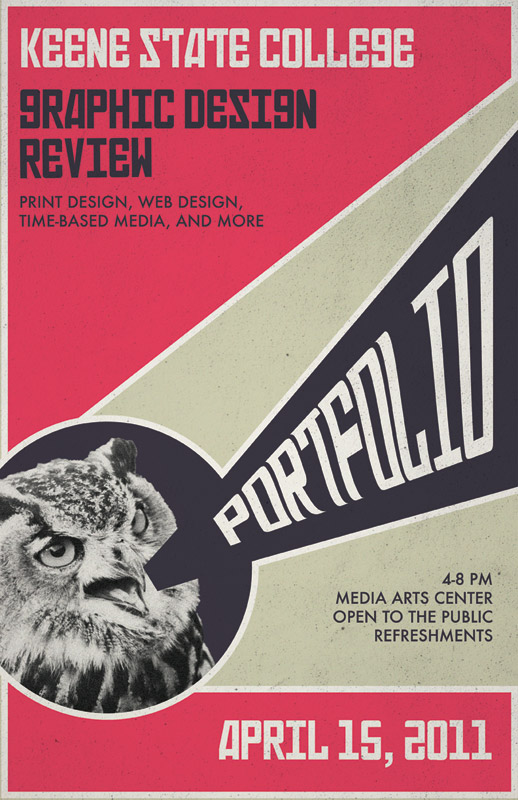 KEENE STATE COLLEGE
GRAPHIC DESIGN
REVIEW
PRINT DESIGN, WEB DESIGN,
TIME-BASED MEDIA, AND MORE
PORTFOLIO
4-8 PM
MEDIA ARTS CENTER
OPEN TO THE PUBLIC
REFRESHMENTS
APRIL 15, 2011